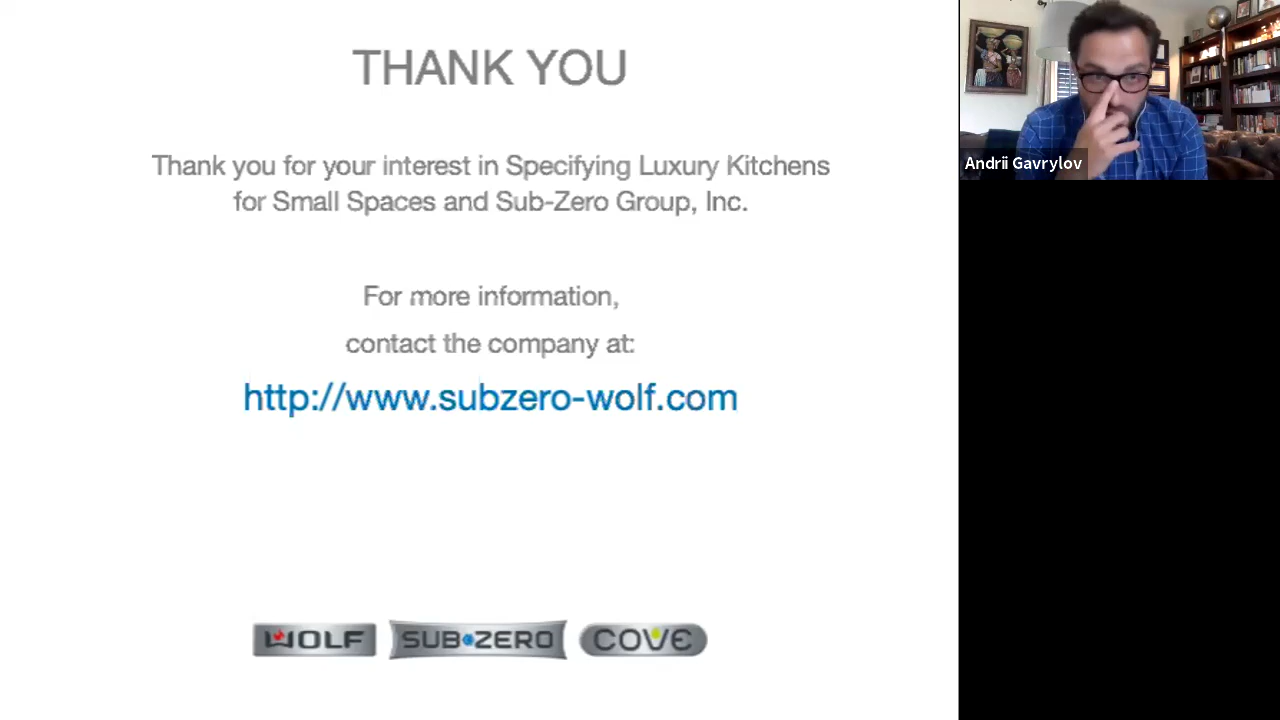 THANK YOU
Thank you for your interest in Specifying Luxury Kitchens
for Small Spaces and Sub-Zero Group, Inc.
For more information,
contact the company at:
http://www.subzero-wolf.com
WOLF
SUB ZERO
COVE
Andrii Gavrylov